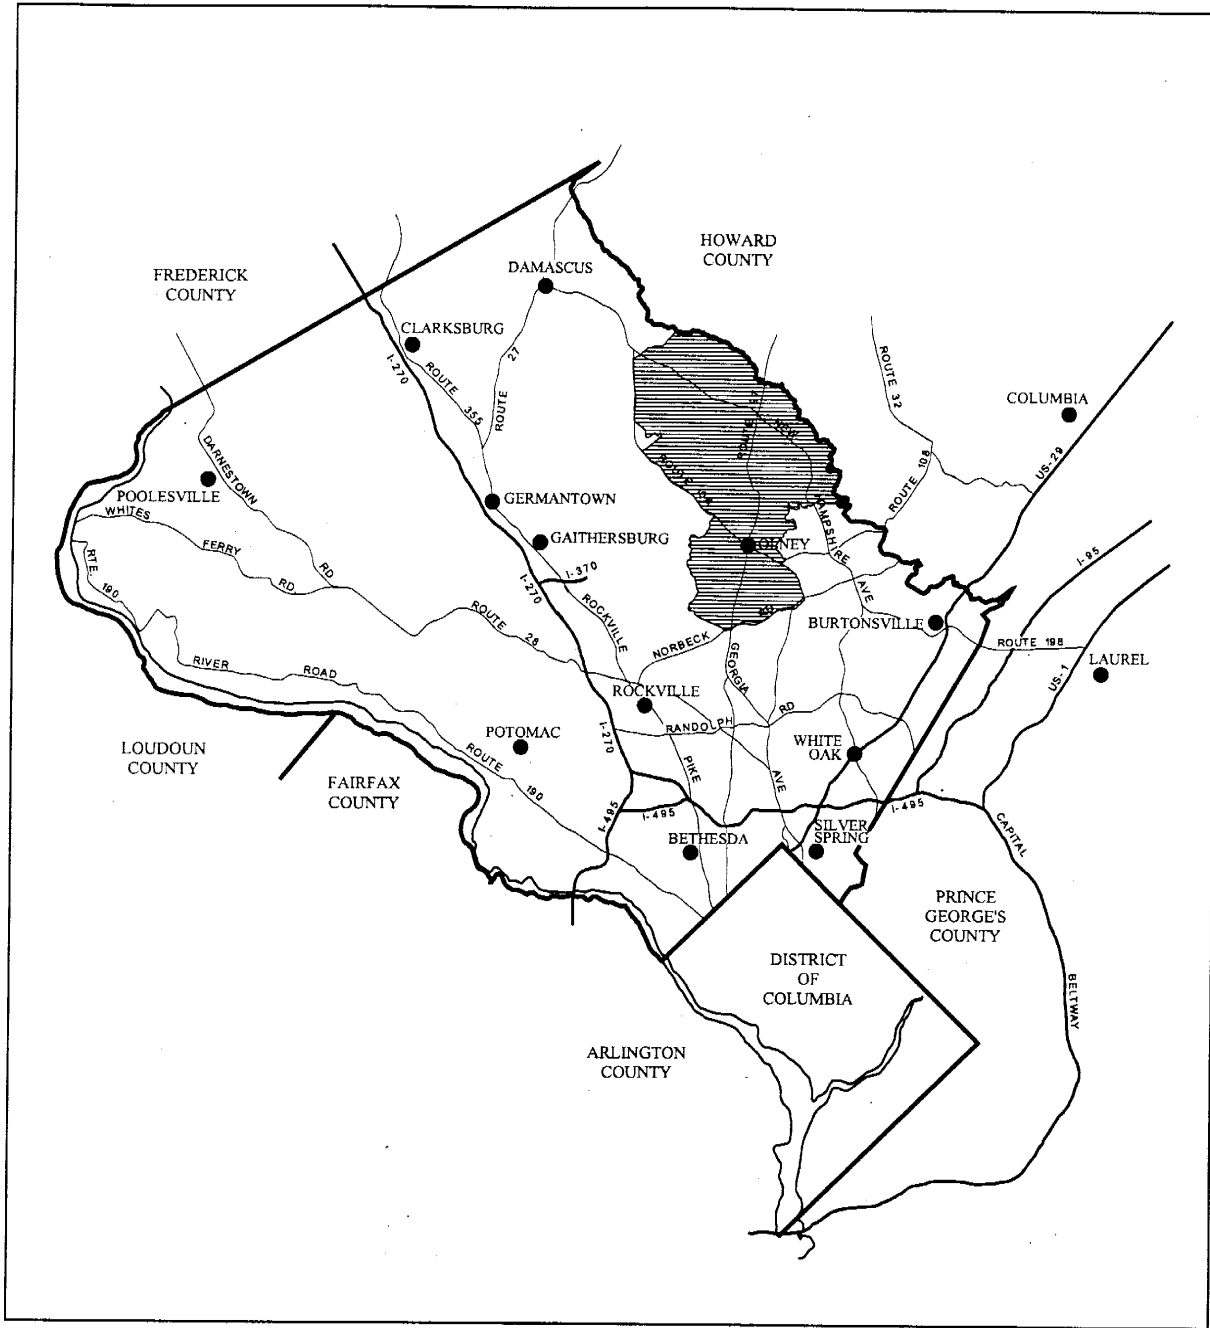 HOWARD
COUNTY
FREDERICK
COUNTY
DAMASCUS
CLARKSBURG
I-270
ROUTE
355
ROUTE
27
ROUTE 32
COLUMBIA
US-29
ROUTE 108
NEW
HAMPSHIRE
AVE
DARNESTOWN
RD
POOLESVILLE
WHITES
FERRY
RD
RTE.
190
GERMANTOWN
GAITHERSBURG
I-370
I-270
ROCKVILLE
OLNEY
I-95
ROUTE
28
NORBECK
BURTONSVILLE
ROUTE 198
LAUREL
US-1
RIVER
ROAD
GEORGIA
ROCKVILLE
RANDOLPH
RD
I-270
POTOMAC
WHITE
OAK
LOUDOUN
COUNTY
FAIRFAX
COUNTY
ROUTE
190
PIKE
AVE
I-495
I-495
I-495
BETHESDA
SILVER
SPRING
CAPITAL
BELTWAY
PRINCE
GEORGE'S
COUNTY
DISTRICT
OF
COLUMBIA
ARLINGTON
COUNTY